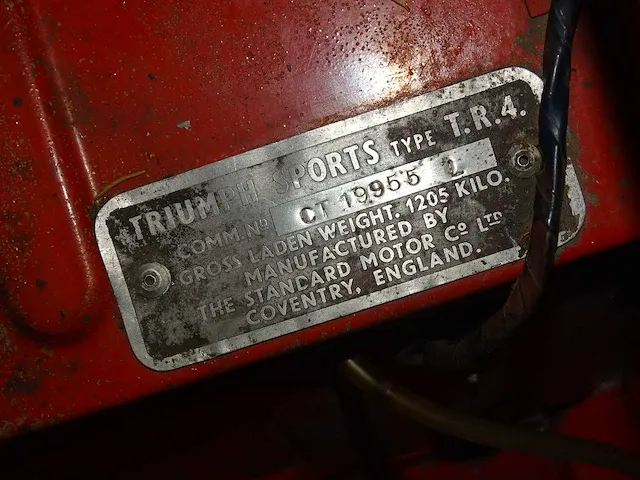 TRIUMPH SPORTS TYPE T.R.4.
COMM. Nº CT 19955 L
GROSS LADEN WEIGHT. 1205 KILO.
MANUFACTURED BY
THE STANDARD MOTOR Cº LTD
COVENTRY, ENGLAND.